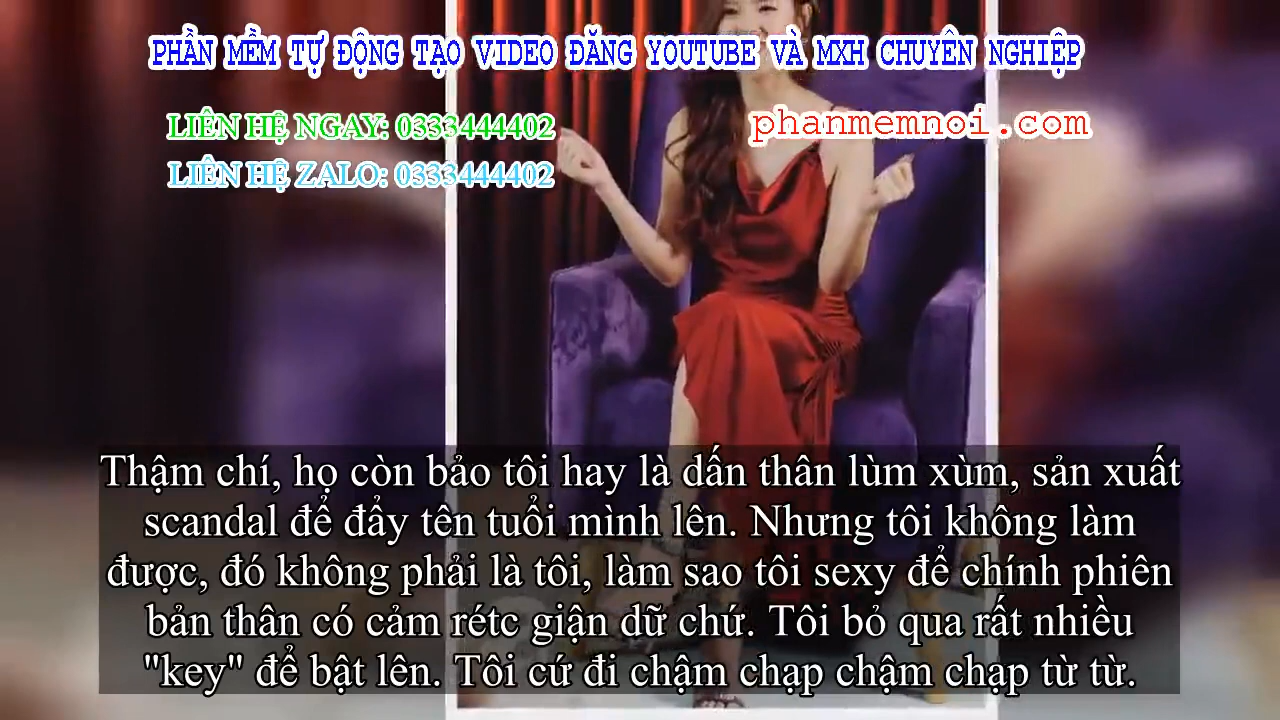 PHẦN MỀM TỰ ĐỘNG TẠO VIDEO ĐĂNG YOUTUBE VÀ MXH CHUYÊN NGHIỆP
LIÊN HỆ NGAY: 0333444402
phanmemnoi.com
LIÊN HỆ ZALO: 0333444402
Thậm chí, họ còn bảo tôi hay là dấn thân lùm xùm, sản xuất
scandal để đẩy tên tuổi mình lên. Nhưng tôi không làm
được, đó không phải là tôi, làm sao tôi sexy để chính phiên
bản thân có cảm rétc giận dữ chứ. Tôi bỏ qua rất nhiều
"key" để bật lên. Tôi cứ đi chậm chạp chậm chạp từ từ.